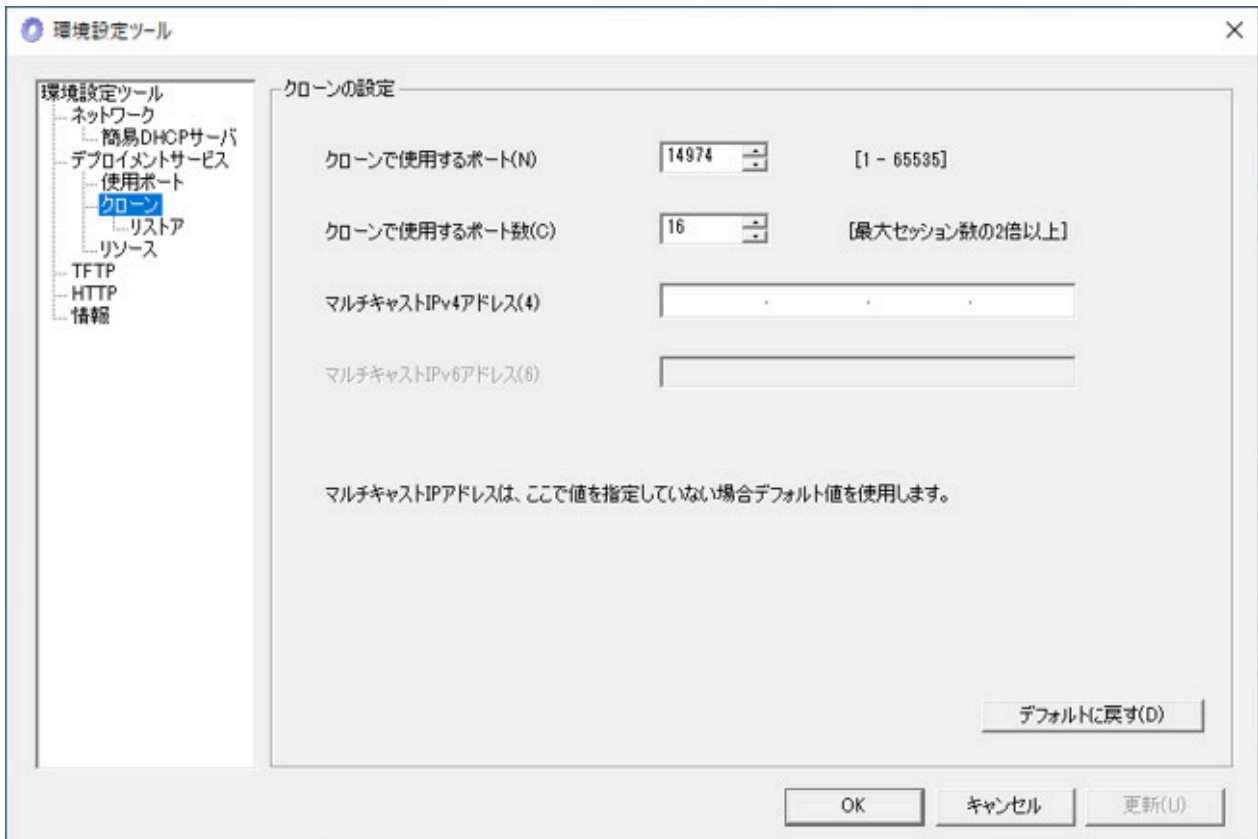 環境設定ツール
環境設定ツール
ネットワーク
簡易DHCPサーバ
デプロイメントサービス
使用ポート
クローン
リストア
リソース
TFTP
HTTP
情報
クローンの設定
クローンで使用するポート(N) 14974 [1 - 65535]
クローンで使用するポート数(C) 16 [最大セッション数の2倍以上]
マルチキャストIPv4アドレス(4) . . .
マルチキャストIPv6アドレス(6)
マルチキャストIPアドレスは、ここで値を指定していない場合デフォルト値を使用します。
デフォルトに戻す(D)
OK キャンセル 更新(U)